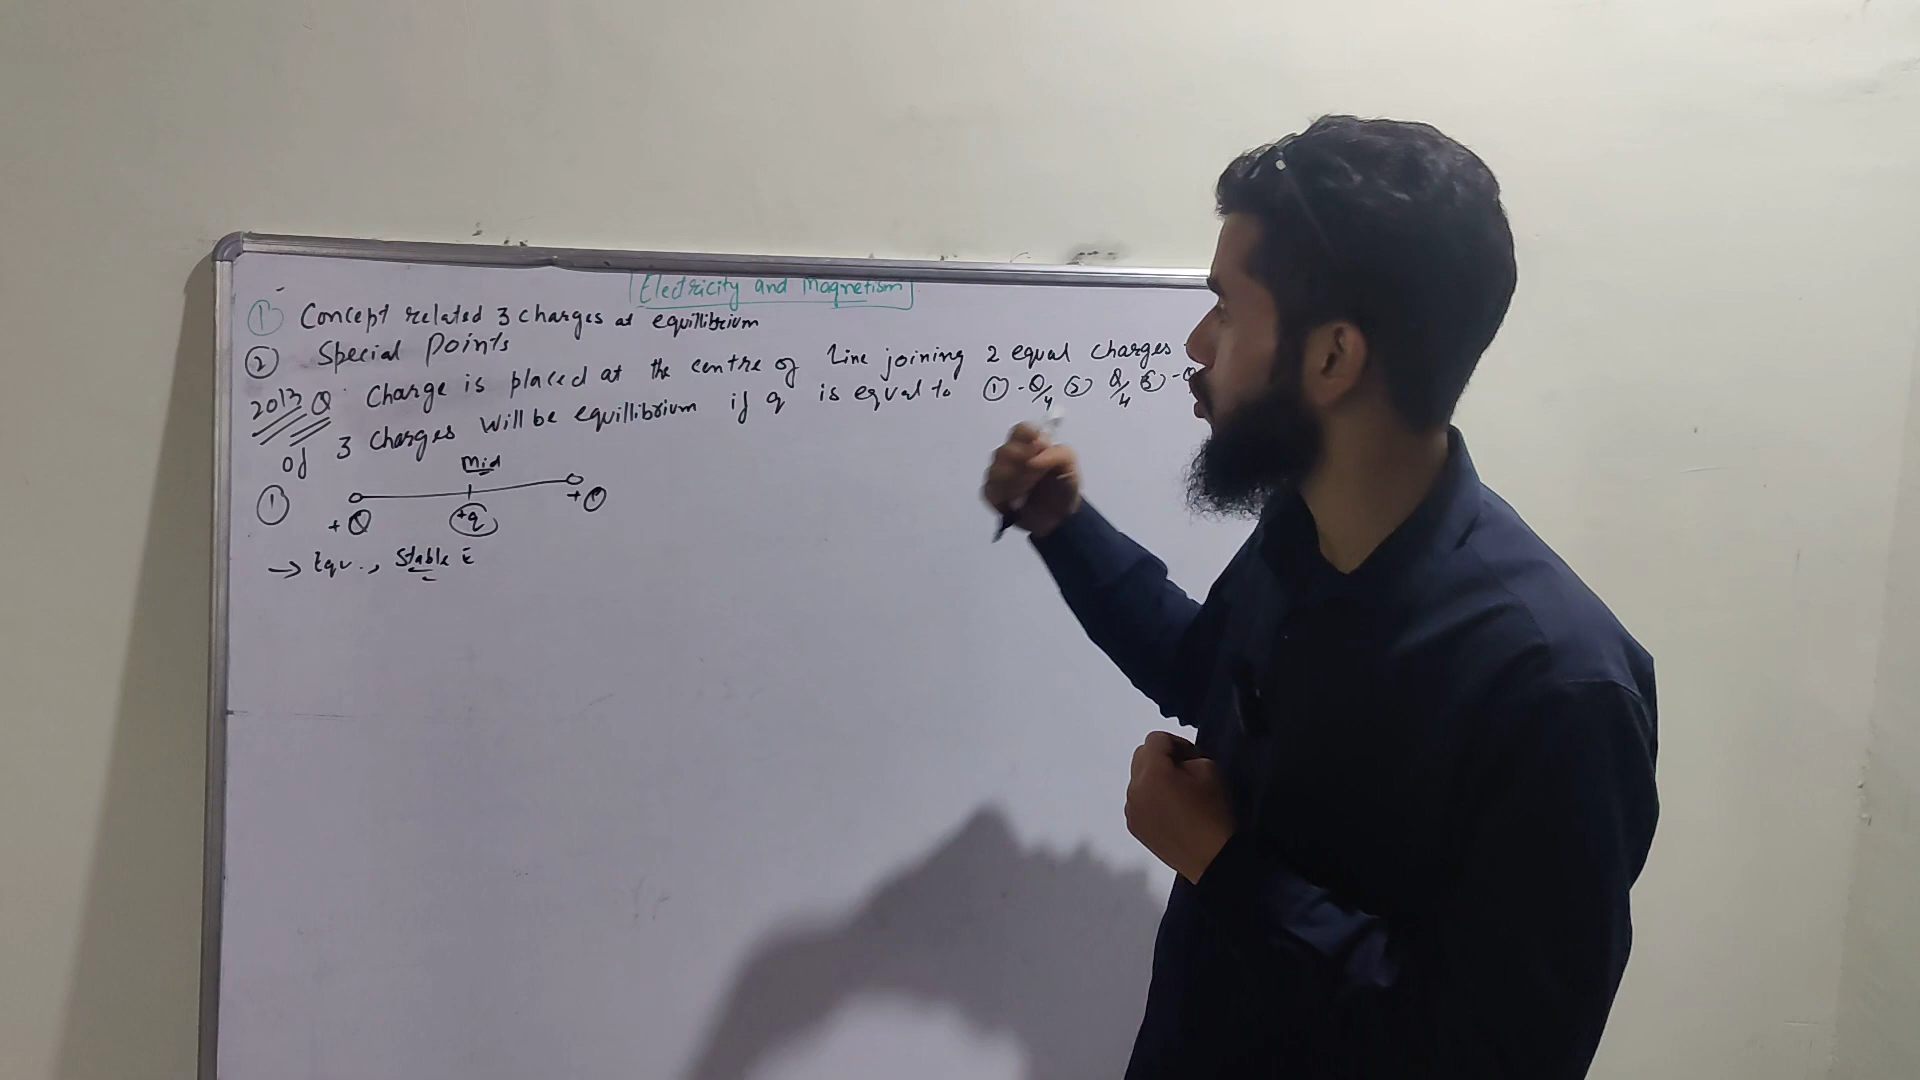 Electricity and Magnetism
① Concept related 3 charges at equillibrium
② Special Points
2013 Q Charge is placed at the centre of Line joining 2 equal charges
of 3 charges will be equillibrium if q is equal to ① -Q/4 ② Q/4 ③ -Q
Mid
①
+Q +q +Q
→ Equ., Stable E